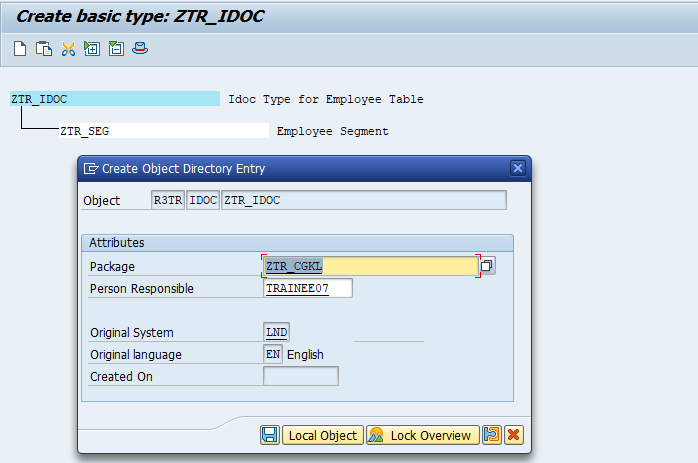 Create basic type: ZTR_IDOC
ZTR_IDOC Idoc Type for Employee Table
ZTR_SEG Employee Segment
Create Object Directory Entry
Object R3TR IDOC ZTR_IDOC
Attributes
Package ZTR_CGKL
Person Responsible TRAINEE07
Original System LND
Original language EN English
Created On
Local Object Lock Overview